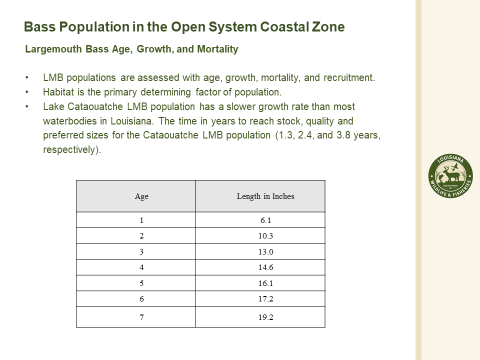 Bass Population in the Open System Coastal Zone
Largemouth Bass Age, Growth, and Mortality
• LMB populations are assessed with age, growth, mortality, and recruitment.
• Habitat is the primary determining factor of population.
• Lake Cataouatche LMB population has a slower growth rate than most
waterbodies in Louisiana. The time in years to reach stock, quality and
preferred sizes for the Cataouatche LMB population (1.3, 2.4, and 3.8 years,
respectively).
Age Length in Inches
1 6.1
2 10.3
3 13.0
4 14.6
5 16.1
6 17.2
7 19.2
LOUISIANA
WILDLIFE & FISHERIES